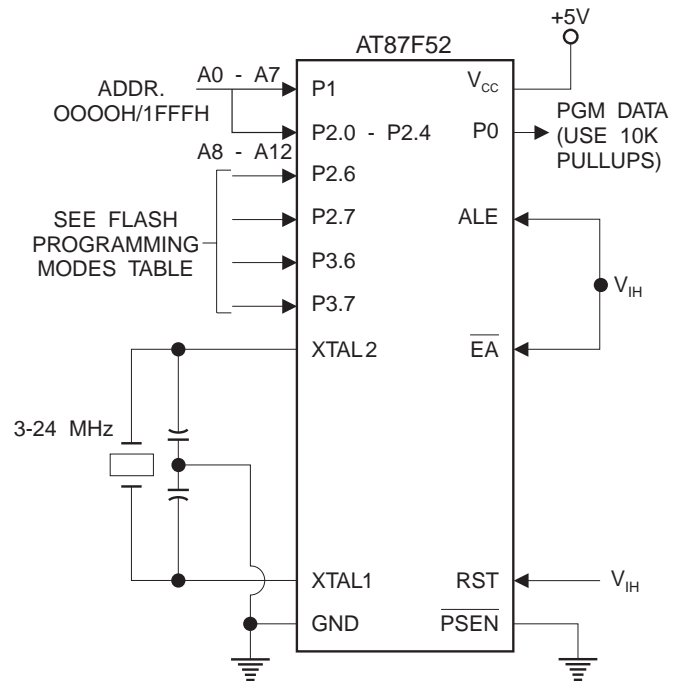 AT87F52
+5V
ADDR.
OOOOH/1FFFH
A0 - A7
A8 - A12
SEE FLASH
PROGRAMMING
MODES TABLE
3-24 MHz
P1
P2.0 - P2.4
P2.6
P2.7
P3.6
P3.7
XTAL2
XTAL1
GND
VCC
P0
ALE
EA
RST
PSEN
PGM DATA
(USE 10K
PULLUPS)
VIH
VIH